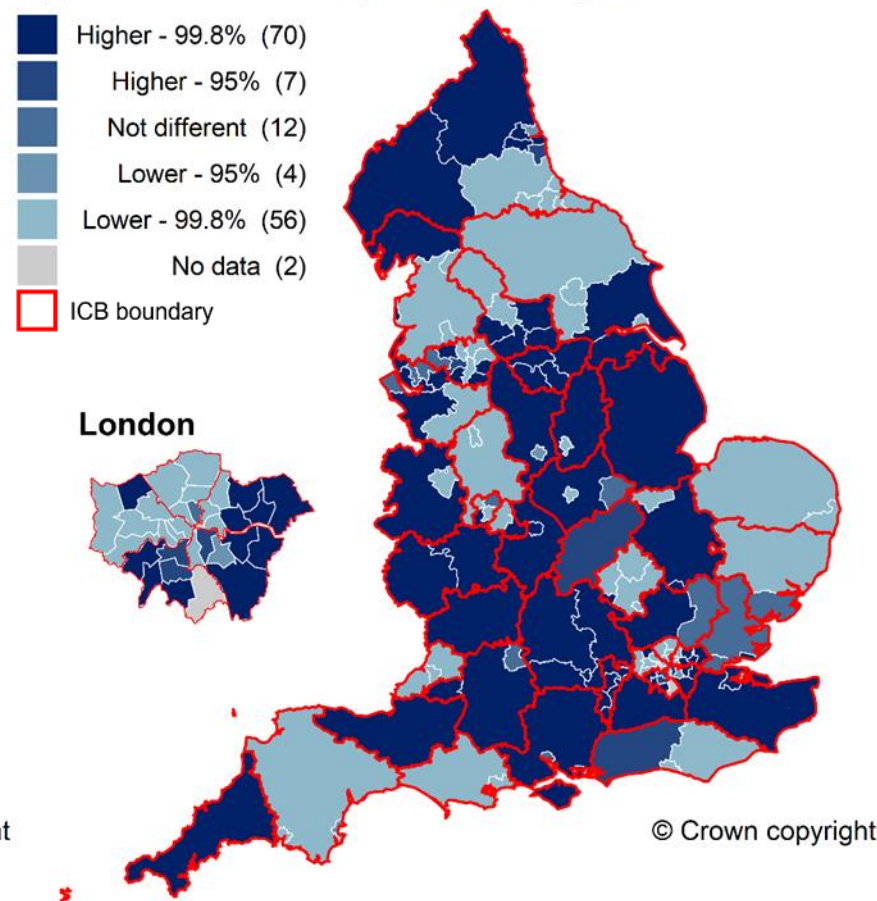 Higher - 99.8% (70)
Higher - 95% (7)
Not different (12)
Lower - 95% (4)
Lower - 99.8% (56)
No data (2)
ICB boundary
London
© Crown copyright